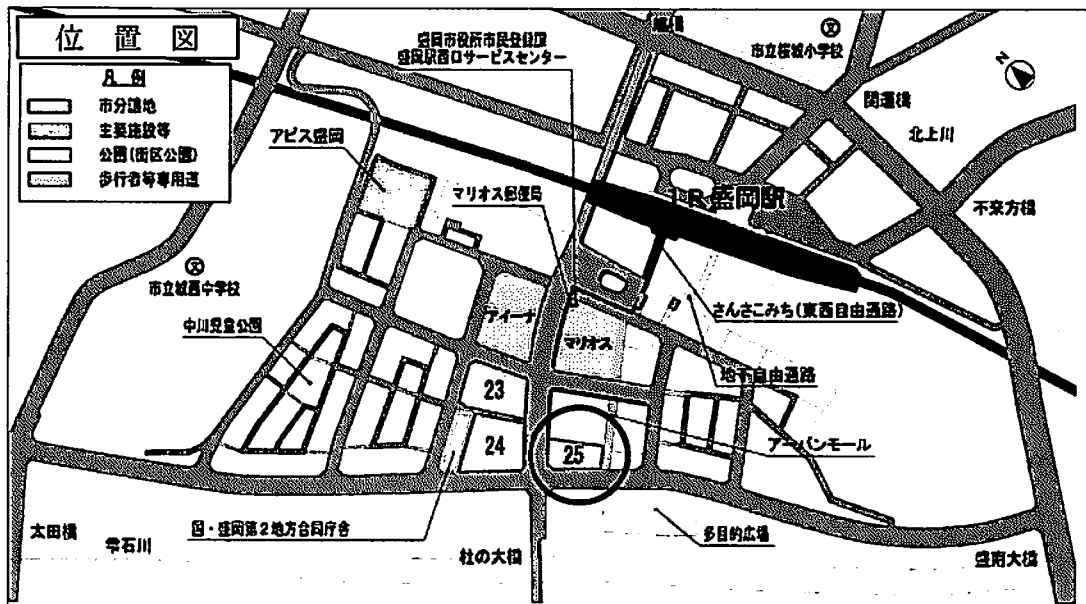 位置図
凡例
市分譲地
主要施設等
公園(街区公園)
歩行者等専用道
盛岡市役所市民登録課
盛岡駅西口サービスセンター
旭橋
文
市立桜城小学校
N
開運橋
北上川
不来方橋
アピス盛岡
マリオス郵便局
JR盛岡駅
文
市立城西中学校
中川児童公園
アイーナ
マリオス
さんさこみち(東西自由通路)
地下自由通路
アーバンモール
23
24
25
太田橋
雫石川
国・盛岡第2地方合同庁舎
杜の大橋
多目的広場
盛南大橋